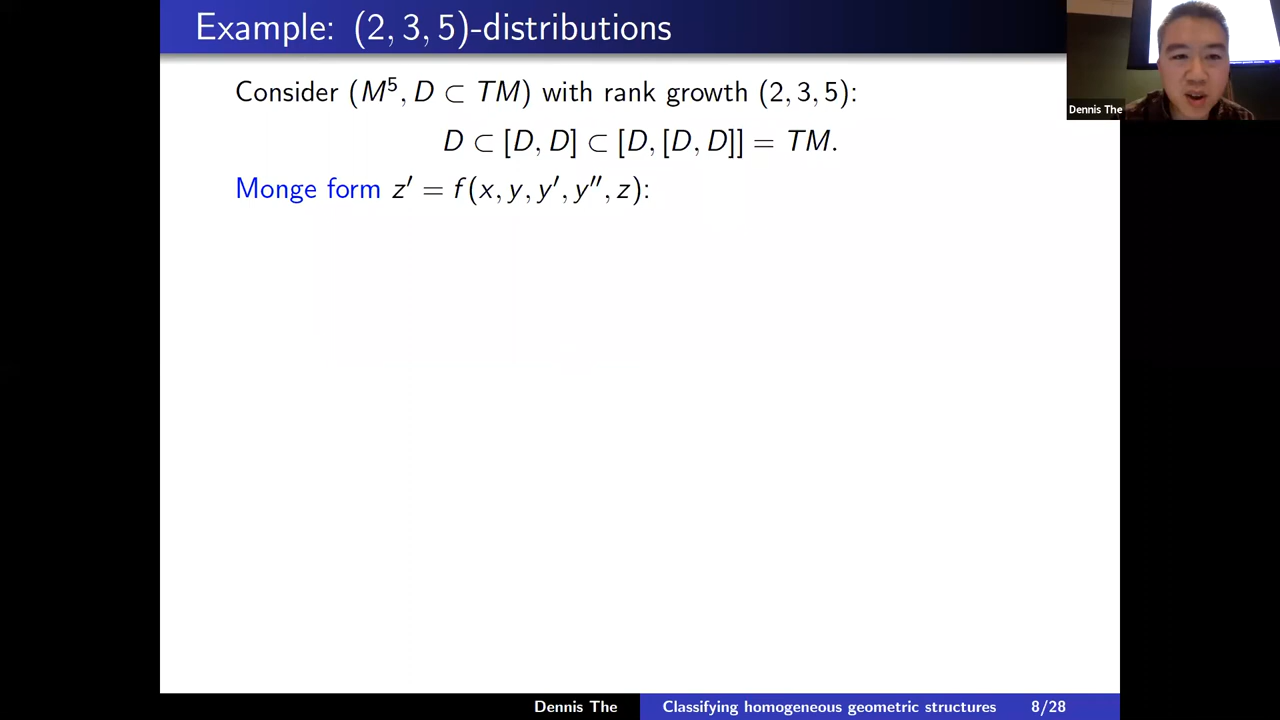 Example: (2, 3, 5)-distributions
Consider (M⁵, D ⊂ TM) with rank growth (2, 3, 5):
D ⊂ [D, D] ⊂ [D, [D, D]] = TM.
Monge form z′ = f(x, y, y′, y′′, z):
Dennis The
Dennis The Classifying homogeneous geometric structures 8/28